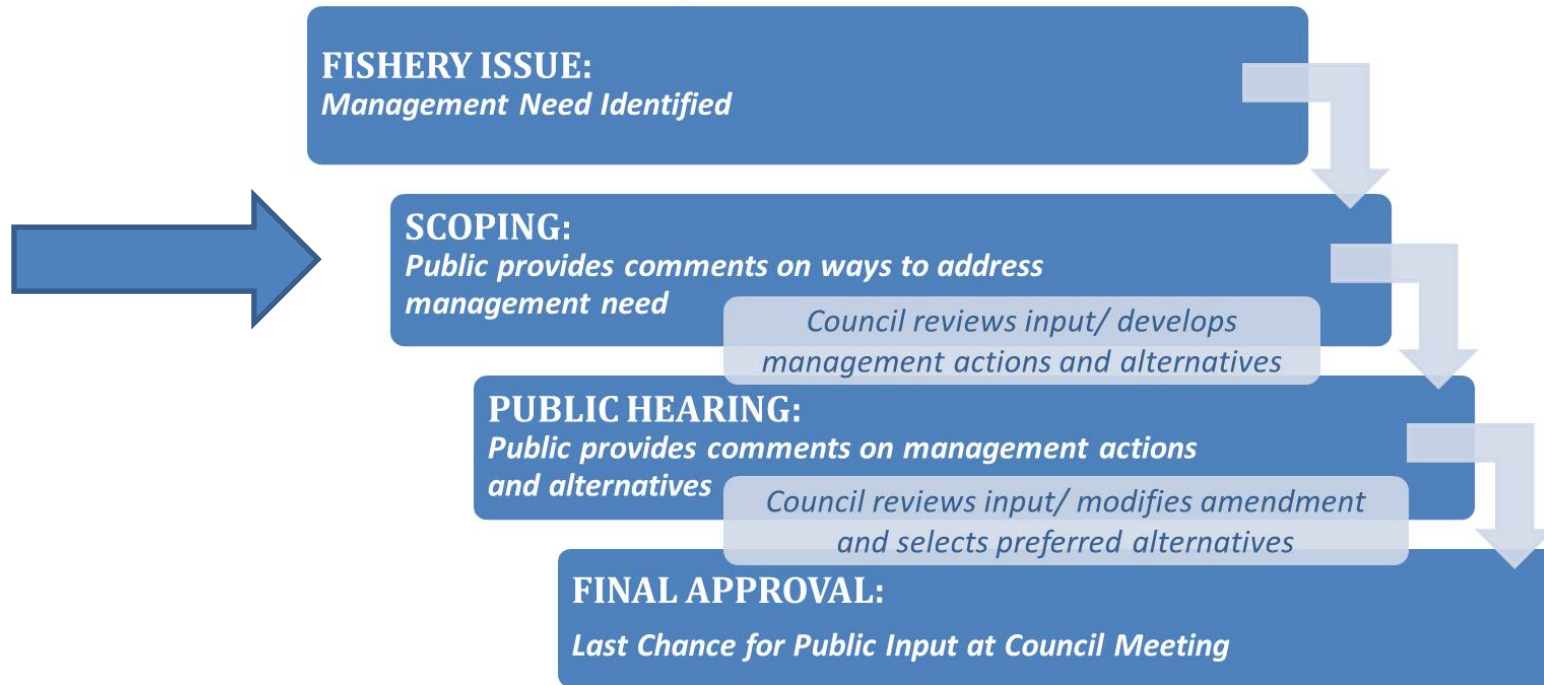 FISHERY ISSUE:
Management Need Identified
SCOPING:
Public provides comments on ways to address
management need
Council reviews input/ develops
management actions and alternatives
PUBLIC HEARING:
Public provides comments on management actions
and alternatives
Council reviews input/ modifies amendment
and selects preferred alternatives
FINAL APPROVAL:
Last Chance for Public Input at Council Meeting